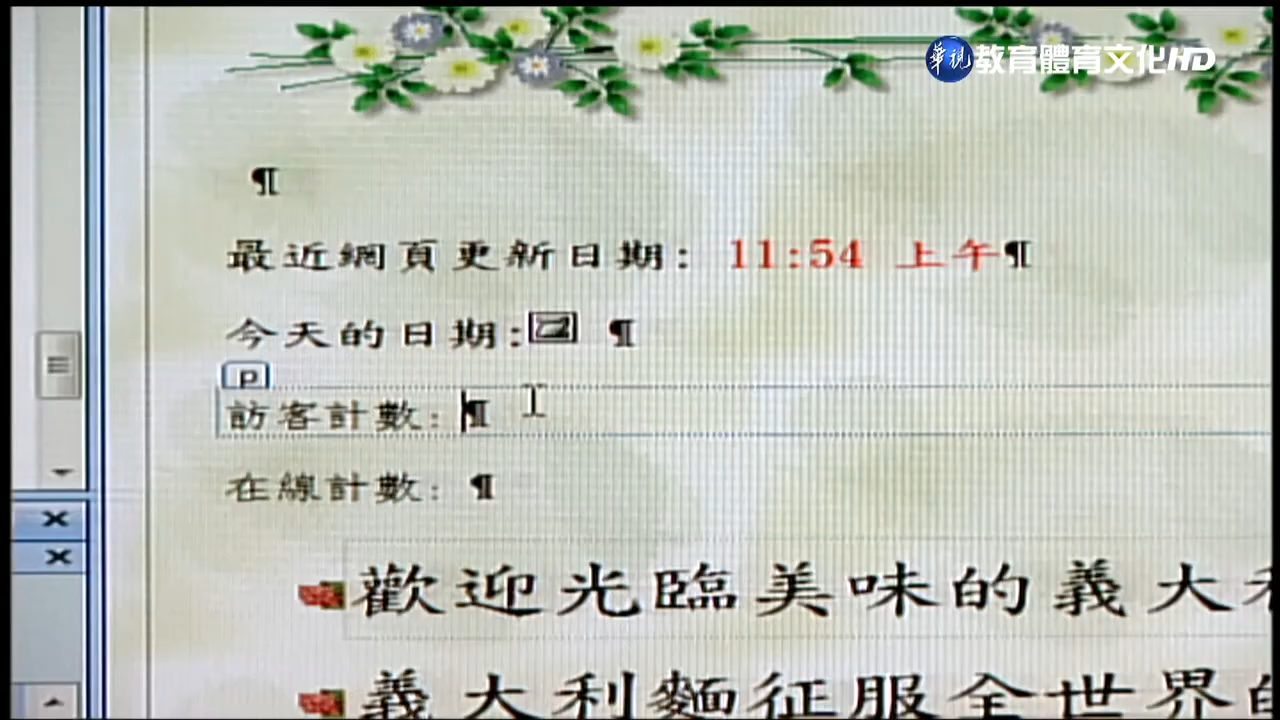 華視 教育體育文化HD
¶
最近網頁更新日期: 11:54 上午¶
今天的日期: ¶
P
訪客計數: ¶
在線計數: ¶
歡迎光臨美味的義大利
義大利麵征服全世界的